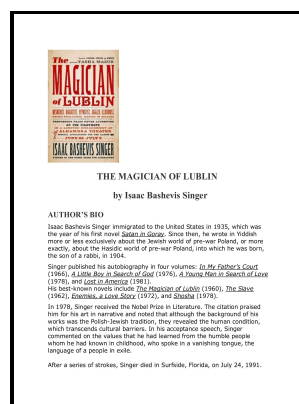 The
MAGICIAN
of LUBLIN
ALHAMBRA THEATER
ISAAC BASHEVIS SINGER
THE MAGICIAN OF LUBLIN
by Isaac Bashevis Singer
AUTHOR'S BIO
Isaac Bashevis Singer immigrated to the United States in 1935, which was
the year of his first novel Satan in Goray. Since then, he wrote in Yiddish
more or less exclusively about the Jewish world of pre-war Poland, or more
exactly, about the Hasidic world of pre-war Poland, into which he was born,
the son of a rabbi, in 1904.
Singer published his autobiography in four volumes: In My Father's Court
(1966), A Little Boy in Search of God (1976), A Young Man in Search of Love
(1978), and Lost in America (1981).
His best-known novels include The Magician of Lublin (1960), The Slave
(1962), Enemies, a Love Story (1972), and Shosha (1978).
In 1978, Singer received the Nobel Prize in Literature. The citation praised
him for his art in narrative and noted that although the background of his
works was the Polish-Jewish tradition, they revealed the human condition,
which transcends cultural barriers. In his acceptance speech, Singer
commented on the values that he had learned from the humble people
whom he had known in childhood, who spoke in a vanishing tongue, the
language of a people in exile.
After a series of strokes, Singer died in Surfside, Florida, on July 24, 1991.